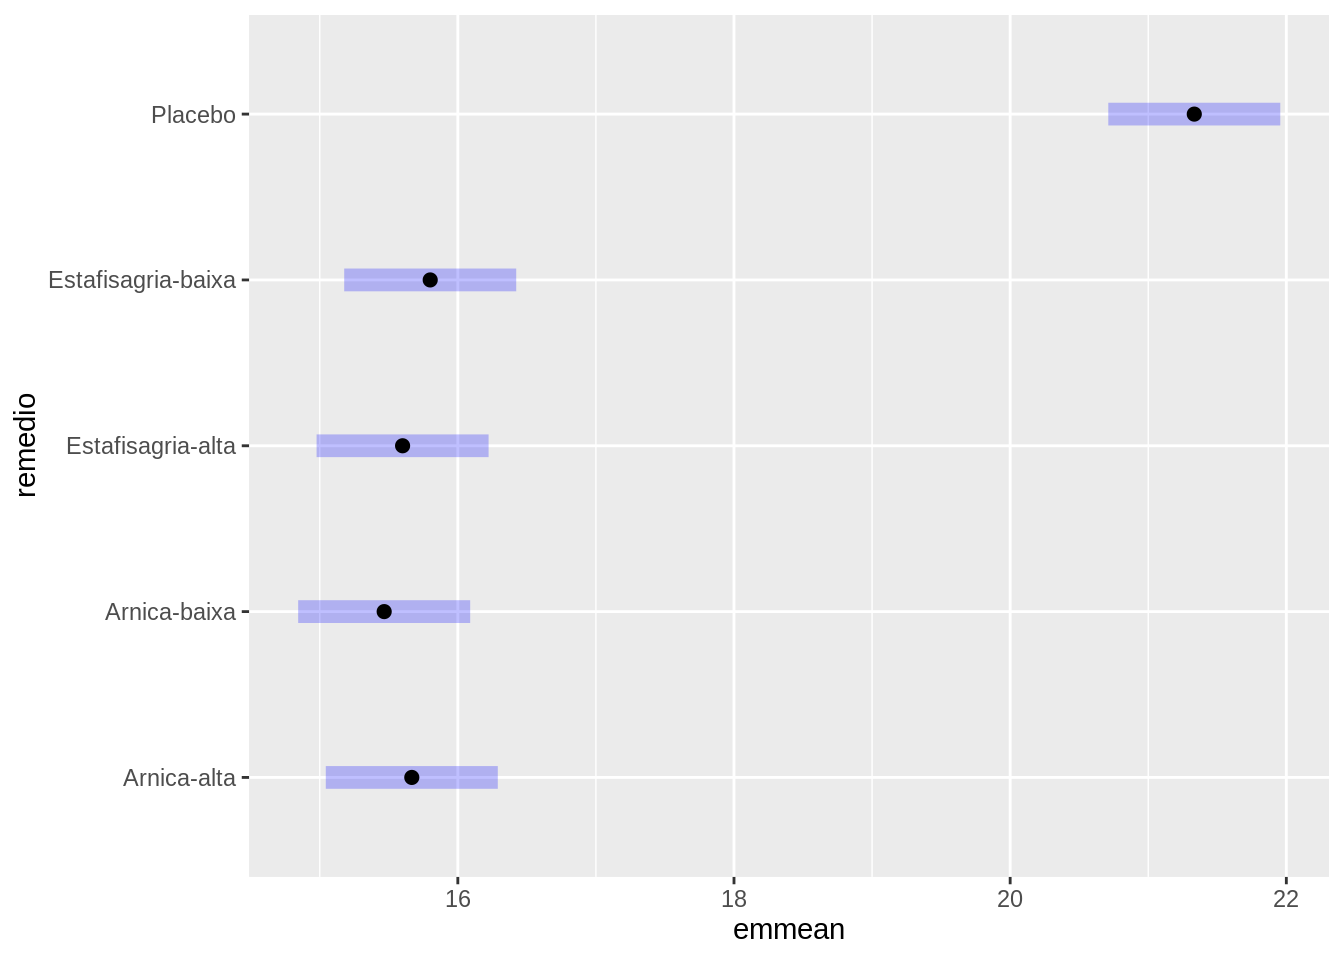 Placebo
Estafisagria-baixa
Estafisagria-alta
Arnica-baixa
Arnica-alta
remedio
16 18 20 22
emmean